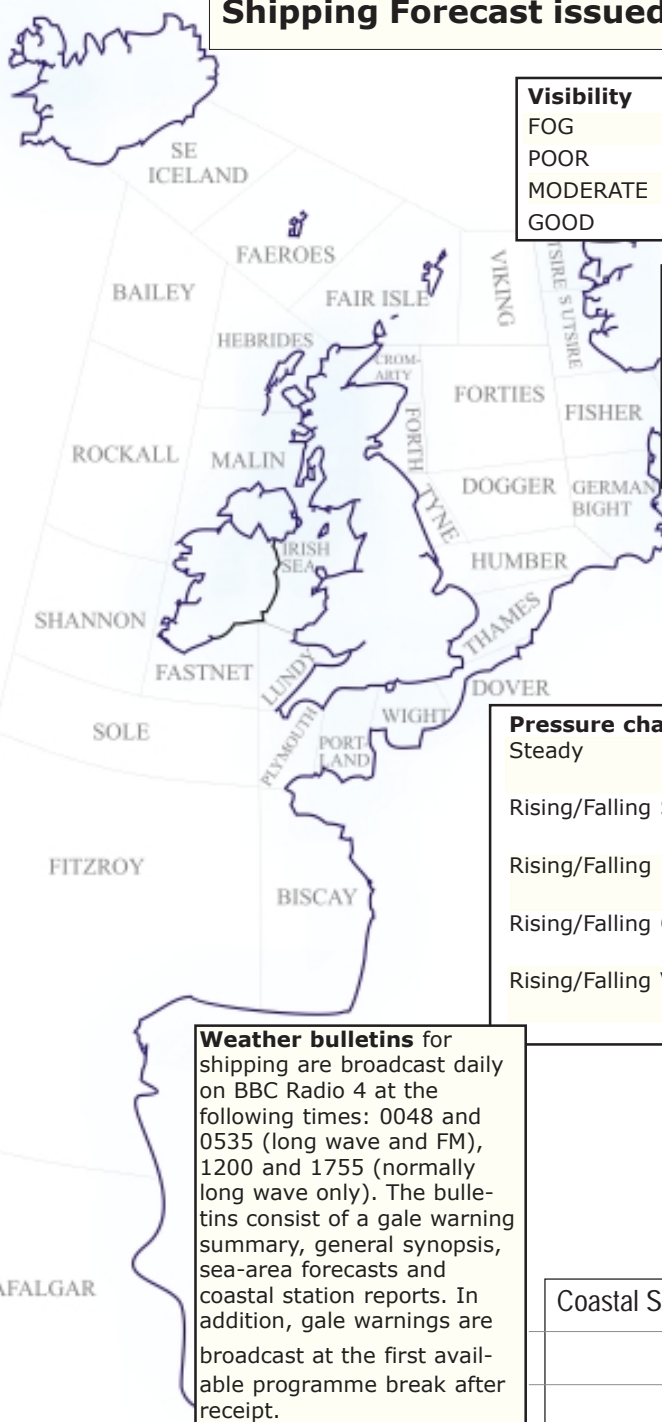 Shipping Forecast issued
Visibility
FOG
POOR
MODERATE
GOOD
SE
ICELAND
FAEROES
BAILEY
FAIR ISLE
VIKING
TSIRE
S UTSIRE
HEBRIDES
CROM-
ARTY
FORTIES
FISHER
FORTH
ROCKALL
MALIN
DOGGER
GERMAN
BIGHT
TYNE
IRISH
SEA
HUMBER
SHANNON
THAMES
FASTNET
LUNDY
DOVER
SOLE
PLYMOUTH
PORT-
LAND
WIGHT
Pressure cha
Steady
Rising/Falling
Rising/Falling
Rising/Falling
Rising/Falling
FITZROY
BISCAY
Weather bulletins for
shipping are broadcast daily
on BBC Radio 4 at the
following times: 0048 and
0535 (long wave and FM),
1200 and 1755 (normally
long wave only). The bulle-
tins consist of a gale warning
summary, general synopsis,
sea-area forecasts and
coastal station reports. In
addition, gale warnings are
broadcast at the first avail-
able programme break after
receipt.
AFALGAR
Coastal S